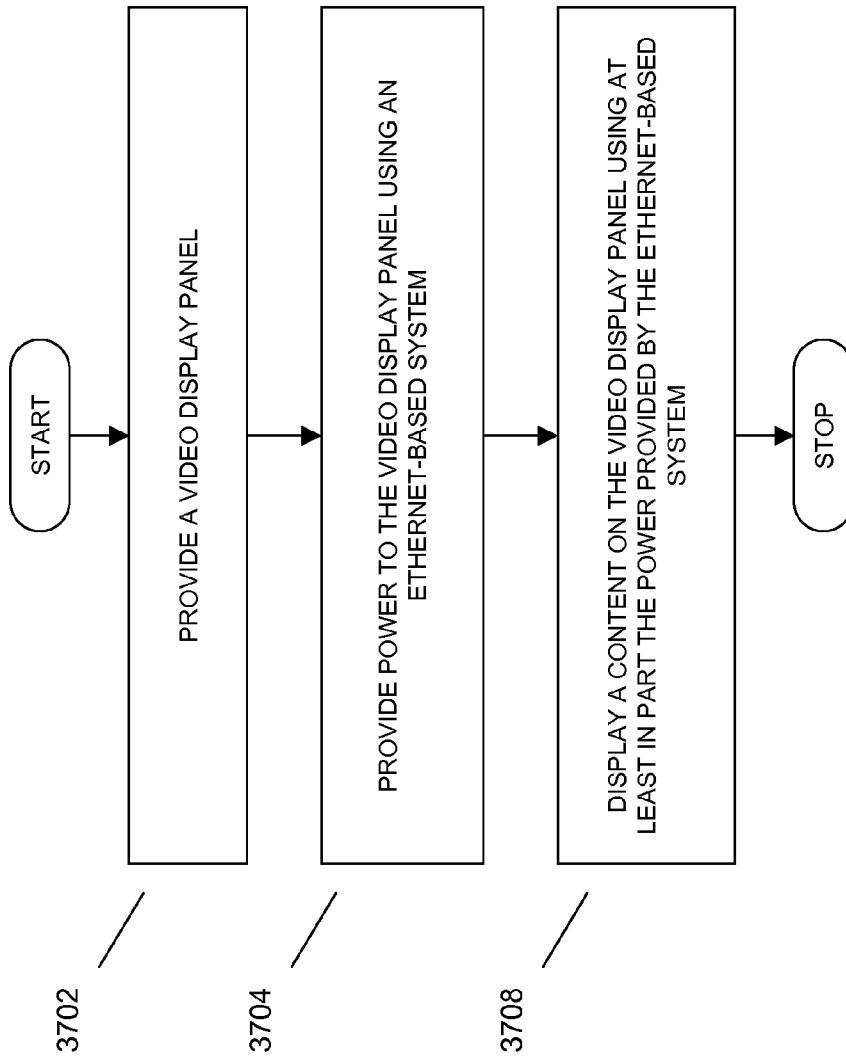 START
3702
PROVIDE A VIDEO DISPLAY PANEL
3704
PROVIDE POWER TO THE VIDEO DISPLAY PANEL USING AN
ETHERNET-BASED SYSTEM
3708
DISPLAY A CONTENT ON THE VIDEO DISPLAY PANEL USING AT
LEAST IN PART THE POWER PROVIDED BY THE ETHERNET-BASED
SYSTEM
STOP